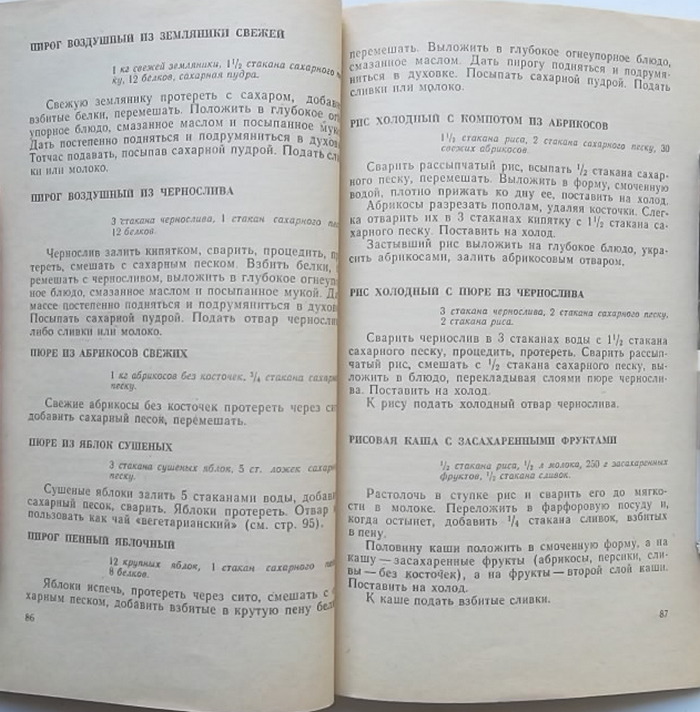 ПИРОГ ВОЗДУШНЫЙ ИЗ ЗЕМЛЯНИКИ СВЕЖЕЙ
1 кг свежей земляники, 1½ стакана сахарного пе
ку, 12 белков, сахарная пудра.
Свежую землянику протереть с сахаром, добав
взбитые белки, перемешать. Положить в глубокое ог
упорное блюдо, смазанное маслом и посыпанное мук
Дать постепенно подняться и подрумяниться в духов
Тотчас подавать, посыпав сахарной пудрой. Подать сли
ки или молоко.
ПИРОГ ВОЗДУШНЫЙ ИЗ ЧЕРНОСЛИВА
3 стакана чернослива, 1 стакан сахарного пес
12 белков.
Чернослив залить кипятком, сварить, процедить, п
тереть, смешать с сахарным песком. Взбить белки,
ремешать с черносливом, выложить в глубокое огнеупо
ное блюдо, смазанное маслом и посыпанное мукой. Да
массе постепенно подняться и подрумяниться в духов
Посыпать сахарной пудрой. Подать отвар чернослив
либо сливки или молоко.
ПЮРЕ ИЗ АБРИКОСОВ СВЕЖИХ
1 кг абрикосов без косточек, ¾ стакана сахарн
песку.
Свежие абрикосы без косточек протереть через си
добавить сахарный песок, перемешать.
ПЮРЕ ИЗ ЯБЛОК СУШЕНЫХ
3 стакана сушеных яблок, 5 ст. ложек сахарн
песку.
Сушеные яблоки залить 5 стаканами воды, добав
сахарный песок, сварить. Яблоки протереть. Отвар
пользовать как чай «вегетарианский» (см. стр. 95).
ПИРОГ ПЕННЫЙ ЯБЛОЧНЫЙ
12 крупных яблок, 1 стакан сахарного пе
8 белков.
Яблоки испечь, протереть через сито, смешать с
харным песком, добавить взбитые в крутую пену бел
86
перемешать. Выложить в глубокое огнеупорное блюдо,
смазанное маслом. Дать пирогу подняться и подрумя-
ниться в духовке. Посыпать сахарной пудрой. Подать
сливки или молоко.
РИС ХОЛОДНЫЙ С КОМПОТОМ ИЗ АБРИКОСОВ
1½ стакана риса, 2 стакана сахарного песку, 30
свежих абрикосов.
Сварить рассыпчатый рис, всыпать ½ стакана сахар-
ного песку, перемешать. Выложить в форму, смоченную
водой, плотно прижать ко дну ее, поставить на холод.
Абрикосы разрезать пополам, удаляя косточки. Слег-
ка отварить их в 3 стаканах кипятку с 1½ стакана са-
харного песку. Поставить на холод.
Застывший рис выложить на глубокое блюдо, укра-
сить абрикосами, залить абрикосовым отваром.
РИС ХОЛОДНЫЙ С ПЮРЕ ИЗ ЧЕРНОСЛИВА
3 стакана чернослива, 2 стакана сахарного песку,
2 стакана риса.
Сварить чернослив в 3 стаканах воды с 1½ стакана
сахарного песку, процедить, протереть. Сварить рассып-
чатый рис, смешать с ½ стакана сахарного песку, вы-
ложить в блюдо, перекладывая слоями пюре черносли-
ва. Поставить на холод.
К рису подать холодный отвар чернослива.
РИСОВАЯ КАША С ЗАСАХАРЕННЫМИ ФРУКТАМИ
½ стакана риса, ½ л молока, 250 г засахаренных
фруктов, ½ стакана сливок.
Растолочь в ступке рис и сварить его до мягко-
сти в молоке. Переложить в фарфоровую посуду и,
когда остынет, добавить ¼ стакана сливок, взбитых
в пену.
Половину каши положить в смоченную форму, а на
кашу — засахаренные фрукты (абрикосы, персики, сли-
вы — без косточек), а на фрукты — второй слой каши.
Поставить на холод.
К каше подать взбитые сливки.
87